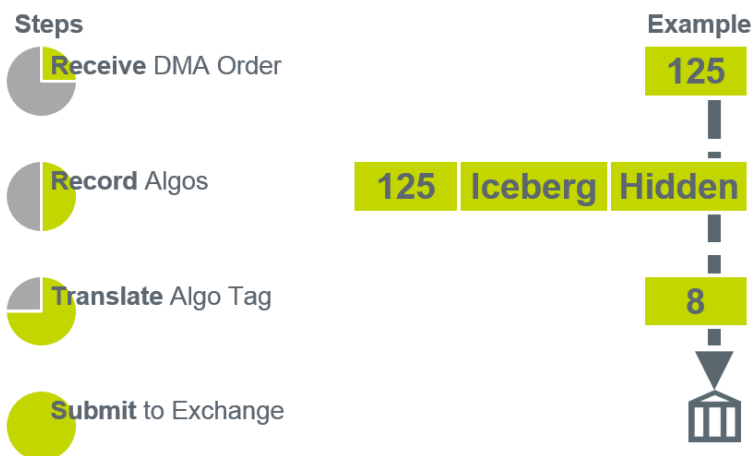 Steps
Example
Receive DMA Order
125
Record Algos
125 Iceberg Hidden
Translate Algo Tag
8
Submit to Exchange